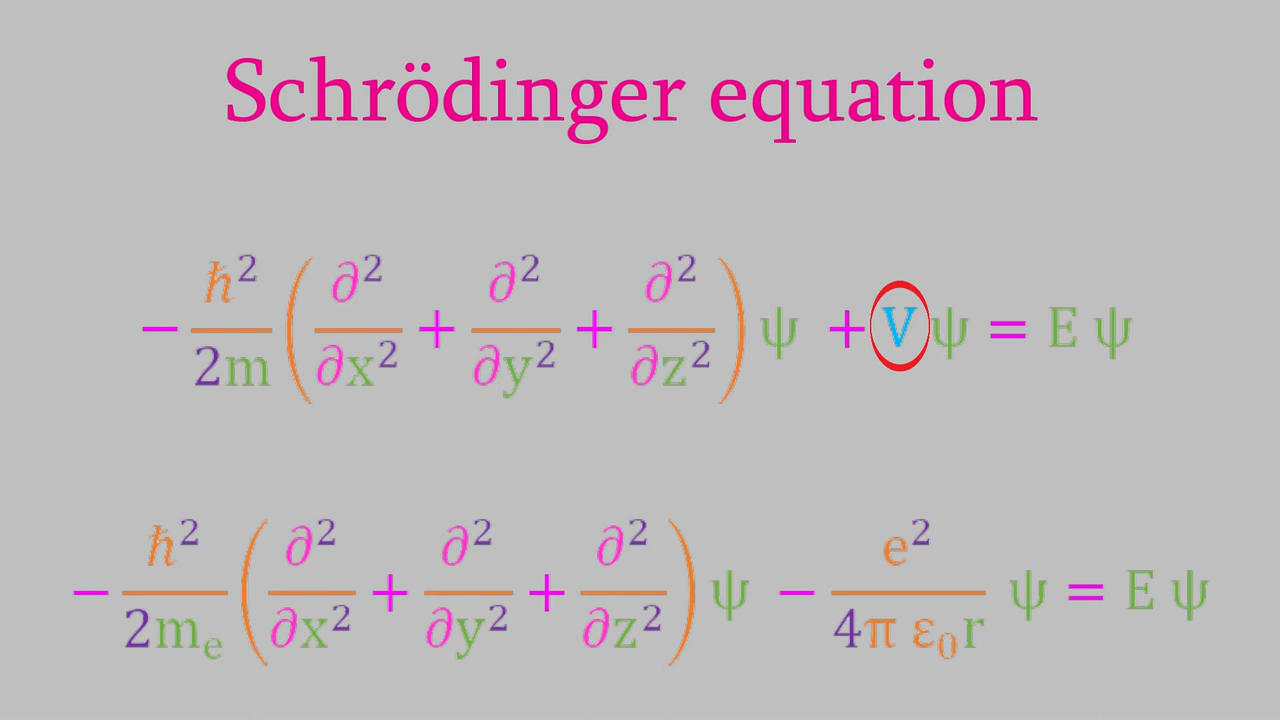 Schrödinger equation
− ħ²/2m (∂²/∂x² + ∂²/∂y² + ∂²/∂z²) ψ + V ψ = E ψ
− ħ²/2mₑ (∂²/∂x² + ∂²/∂y² + ∂²/∂z²) ψ − e²/4π ε₀r ψ = E ψ